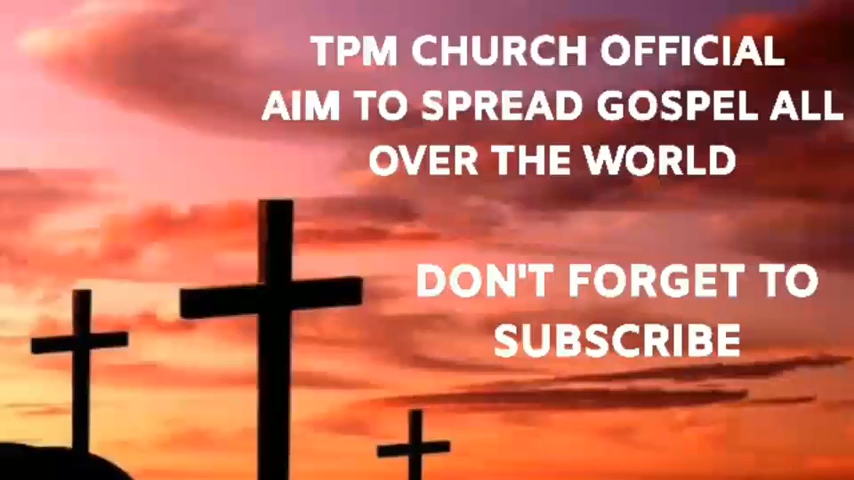 TPM CHURCH OFFICIAL
AIM TO SPREAD GOSPEL ALL
OVER THE WORLD
DON'T FORGET TO
SUBSCRIBE